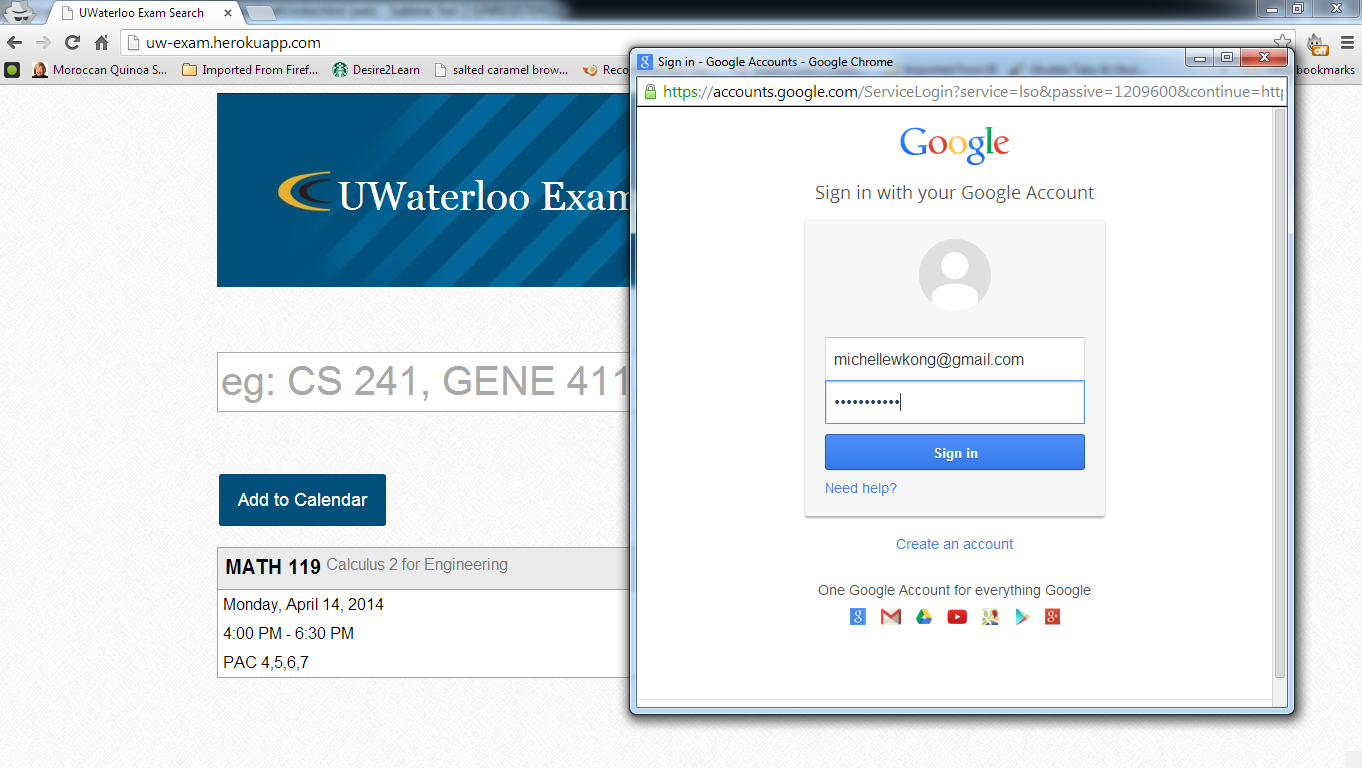 UWaterloo Exam Search
uw-exam.herokuapp.com
Moroccan Quinoa S...
Imported From Firef...
Desire2Learn
salted caramel brow...
Reco
bookmarks
off
UWaterloo Exam
eg: CS 241, GENE 411
Add to Calendar
MATH 119 Calculus 2 for Engineering
Monday, April 14, 2014
4:00 PM - 6:30 PM
PAC 4,5,6,7
Sign in - Google Accounts - Google Chrome
https://accounts.google.com/ServiceLogin?service=lso&passive=1209600&continue=http
Google
Sign in with your Google Account
michellewkong@gmail.com
•••••••••••
Sign in
Need help?
Create an account
One Google Account for everything Google